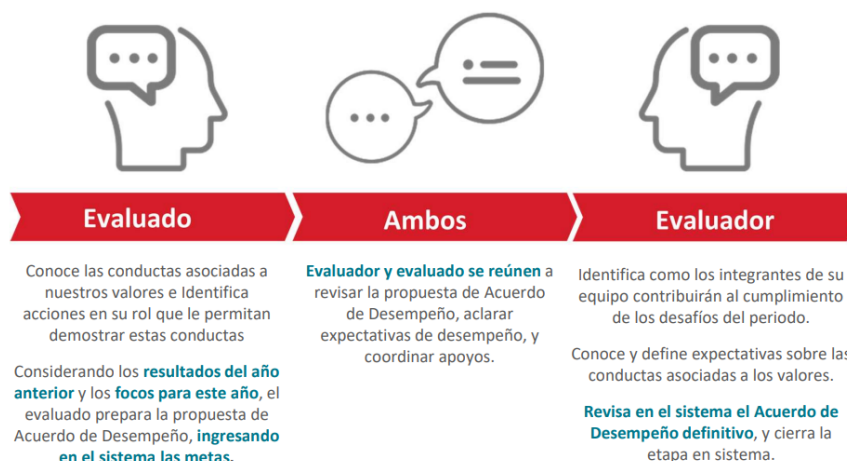 Evaluado
Conoce las conductas asociadas a
nuestros valores e Identifica
acciones en su rol que le permitan
demostrar estas conductas
Considerando los resultados del año
anterior y los focos para este año, el
evaluado prepara la propuesta de
Acuerdo de Desempeño, ingresando
en el sistema las metas.
Ambos
Evaluador y evaluado se reúnen a
revisar la propuesta de Acuerdo
de Desempeño, aclarar
expectativas de desempeño, y
coordinar apoyos.
Evaluador
Identifica como los integrantes de su
equipo contribuirán al cumplimiento
de los desafíos del periodo.
Conoce y define expectativas sobre las
conductas asociadas a los valores.
Revisa en el sistema el Acuerdo de
Desempeño definitivo, y cierra la
etapa en sistema.